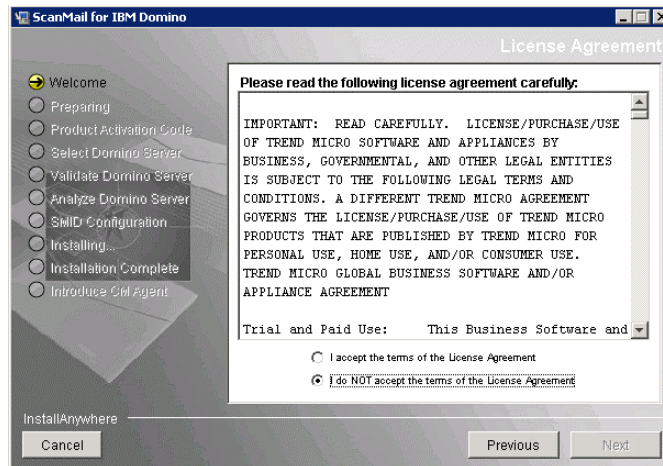 ScanMail for IBM Domino
License Agreement
Welcome
Preparing
Product Activation Code
Select Domino Server
Validate Domino Server
Analyze Domino Server
SMID Configuration
Installing...
Installation Complete
Introduce CM Agent
Please read the following license agreement carefully:
IMPORTANT: READ CAREFULLY. LICENSE/PURCHASE/USE
OF TREND MICRO SOFTWARE AND APPLIANCES BY
BUSINESS, GOVERNMENTAL, AND OTHER LEGAL ENTITIES
IS SUBJECT TO THE FOLLOWING LEGAL TERMS AND
CONDITIONS. A DIFFERENT TREND MICRO AGREEMENT
GOVERNS THE LICENSE/PURCHASE/USE OF TREND MICRO
PRODUCTS THAT ARE PUBLISHED BY TREND MICRO FOR
PERSONAL USE, HOME USE, AND/OR CONSUMER USE.
TREND MICRO GLOBAL BUSINESS SOFTWARE AND/OR
APPLIANCE AGREEMENT
Trial and Paid Use: This Business Software and
I accept the terms of the License Agreement
I do NOT accept the terms of the License Agreement
InstallAnywhere
Cancel
Previous
Next